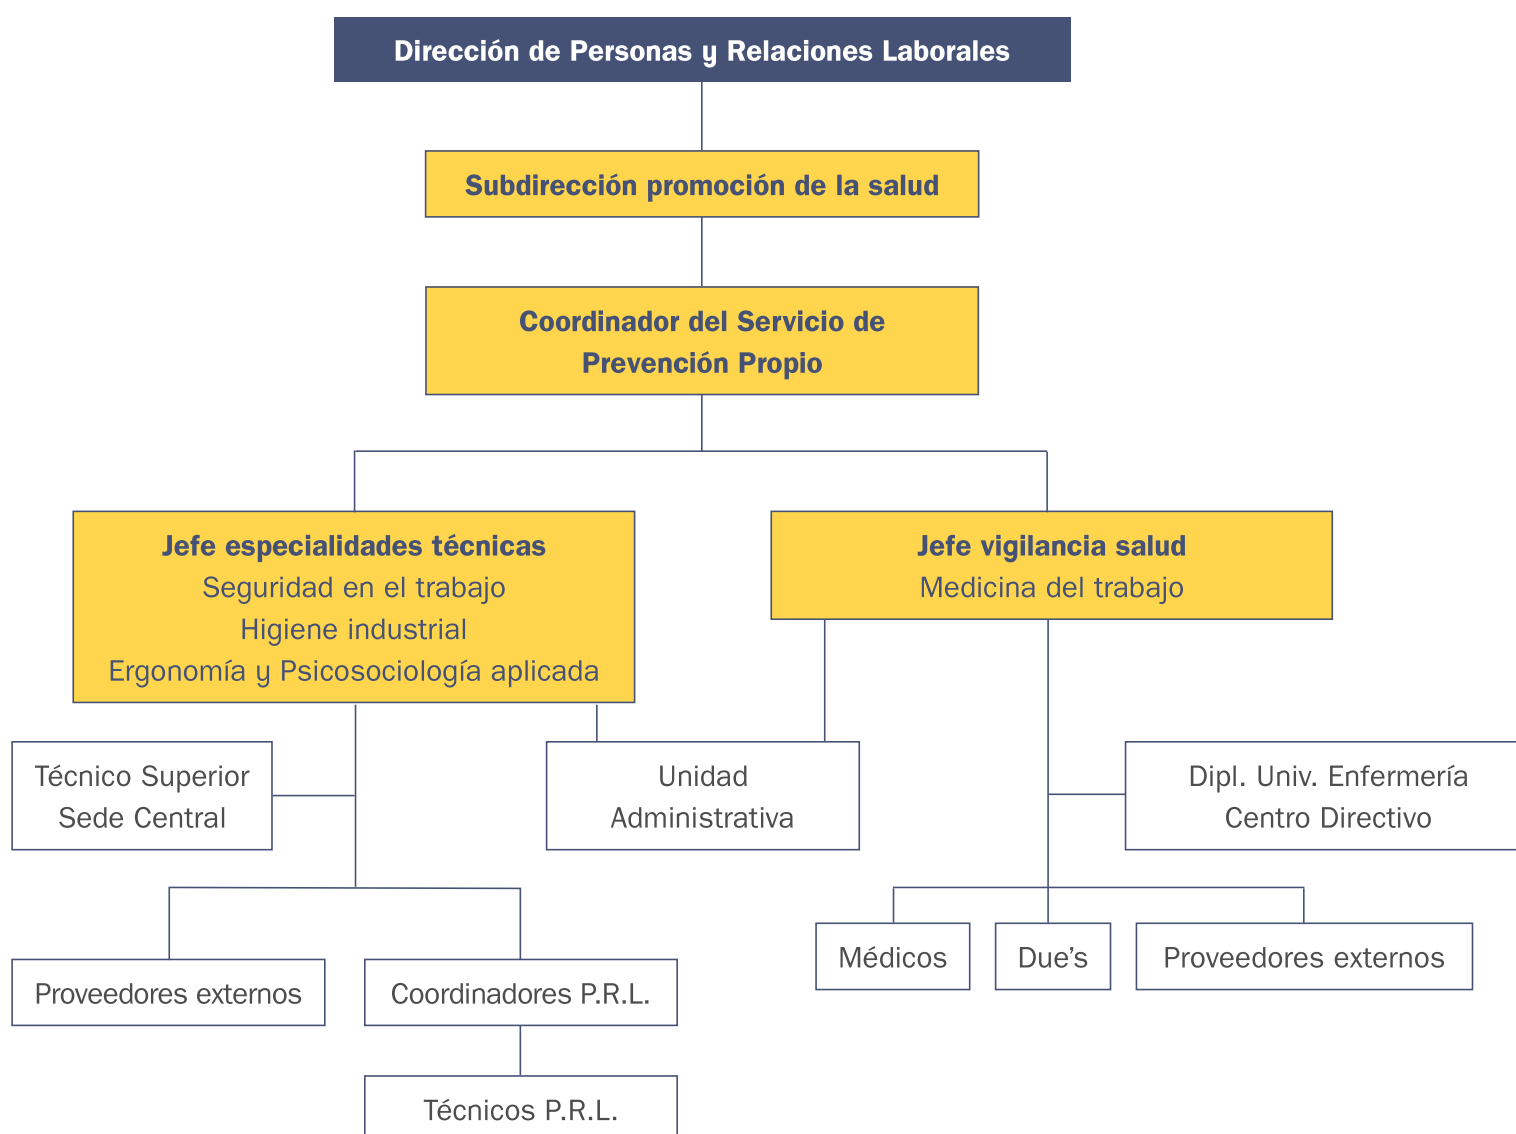 Dirección de Personas y Relaciones Laborales
Subdirección promoción de la salud
Coordinador del Servicio de
Prevención Propio
Jefe especialidades técnicas
Seguridad en el trabajo
Higiene industrial
Ergonomía y Psicosociología aplicada
Jefe vigilancia salud
Medicina del trabajo
Técnico Superior
Sede Central
Unidad
Administrativa
Dipl. Univ. Enfermería
Centro Directivo
Médicos
Due’s
Proveedores externos
Proveedores externos
Coordinadores P.R.L.
Técnicos P.R.L.